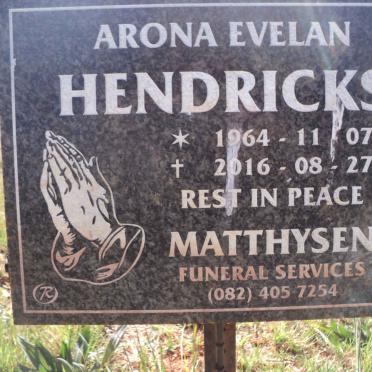 ARONA EVELAN
HENDRICKS
* 1964 - 11 07
† 2016 - 08 - 27
REST IN PEACE
MATTHYSEN
FUNERAL SERVICES
(082) 405 7254